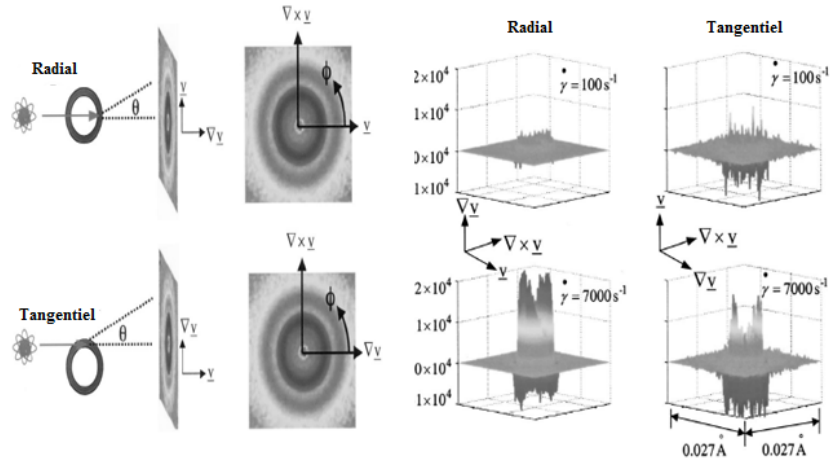 Radial
θ
v
∇v
∇×v
ϕ
v
Tangentiel
θ
∇v
v
∇×v
ϕ
∇v
Radial
Tangentiel
2×10⁴
1×10⁴
0×10⁴
1×10⁴
γ̇ = 100 s⁻¹
γ̇ = 100 s⁻¹
∇v
∇×v
v
v
∇×v
∇v
2×10⁴
1×10⁴
0×10⁴
1×10⁴
γ̇ = 7000 s⁻¹
γ̇ = 7000 s⁻¹
0.027Å
0.027Å